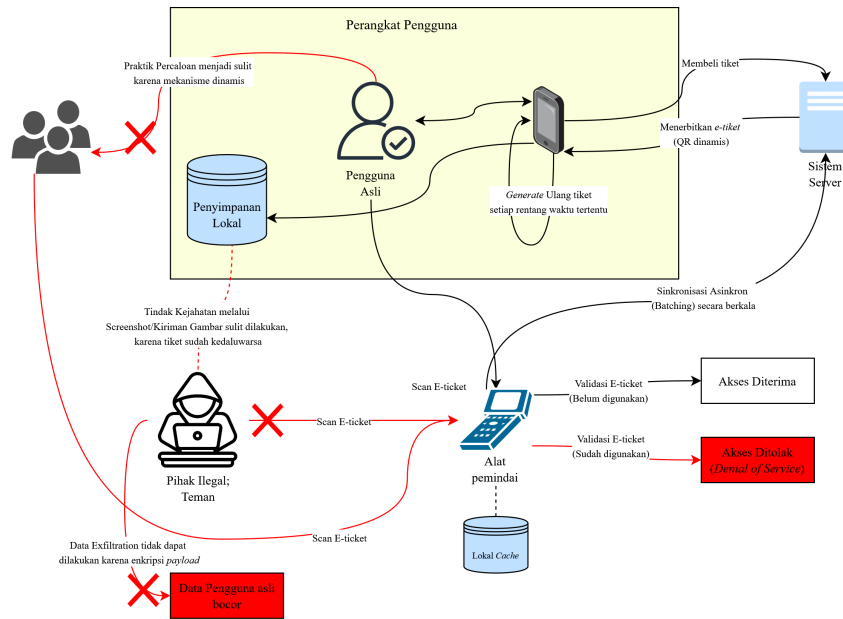 Perangkat Pengguna
Praktik Percaloan menjadi sulit
karena mekanisme dinamis
Membeli tiket
Menerbitkan e-tiket
(QR dinamis)
Sistem
Server
Pengguna
Asli
Penyimpanan
Lokal
Generate Ulang tiket
setiap rentang waktu tertentu
Sinkronisasi Asinkron
(Batching) secara berkala
Tindak Kejahatan melalui
Screenshot/Kiriman Gambar sulit dilakukan,
karena tiket sudah kedaluwarsa
Scan E-ticket
Validasi E-ticket
(Belum digunakan)
Akses Diterima
Scan E-ticket
Validasi E-ticket
(Sudah digunakan)
Akses Ditolak
(Denial of Service)
Alat
pemindai
Pihak Ilegal;
Teman
Scan E-ticket
Lokal Cache
Data Exfiltration tidak dapat
dilakukan karena enkripsi payload
Data Pengguna asli
bocor